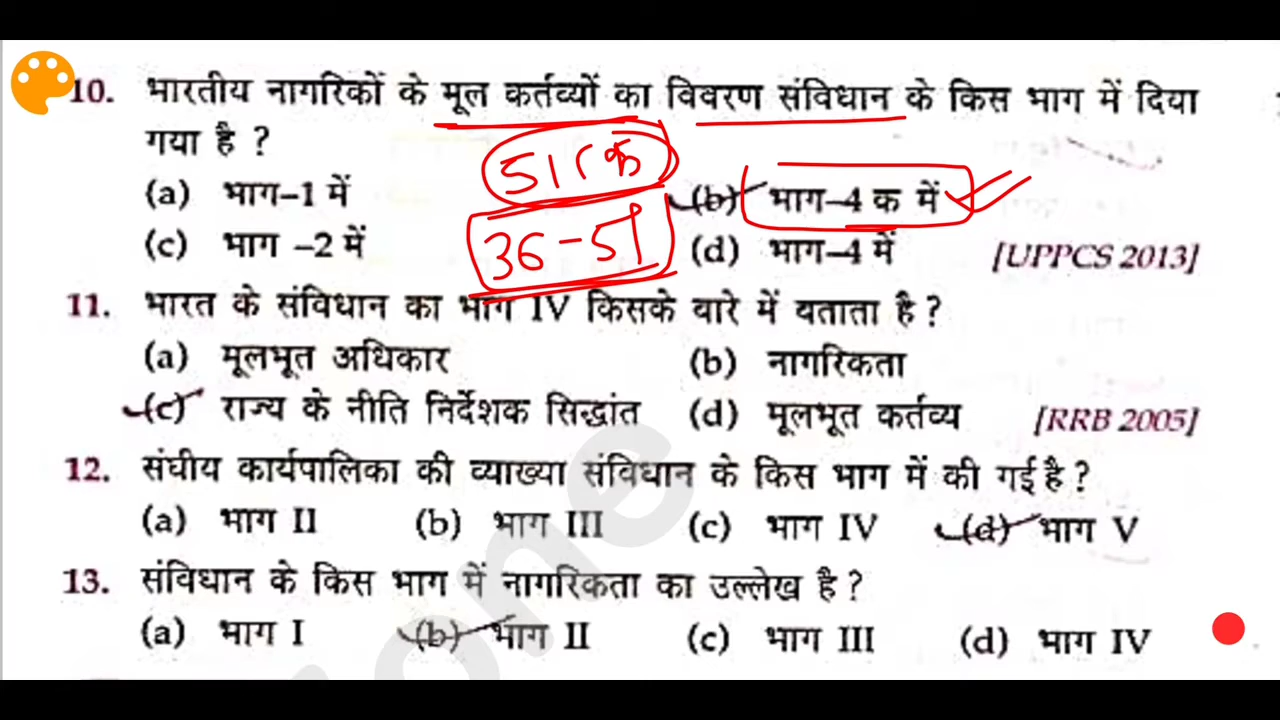 10. भारतीय नागरिकों के मूल कर्तव्यों का विवरण संविधान के किस भाग में दिया
गया है ?
51(क)
(a) भाग-1 में (b) भाग-4 क में
36-51
(c) भाग -2 में (d) भाग-4 में [UPPCS 2013]
11. भारत के संविधान का भाग IV किसके वारे में वताता है ?
(a) मूलभूत अधिकार (b) नागरिकता
(c) राज्य के नीति निर्देशक सिद्धांत (d) मूलभूत कर्तव्य [RRB 2005]
12. संघीय कार्यपालिका की व्याख्या संविधान के किस भाग में की गई है ?
(a) भाग II (b) भाग III (c) भाग IV (d) भाग V
13. संविधान के किस भाग में नागरिकता का उल्लेख है ?
(a) भाग I (b) भाग II (c) भाग III (d) भाग IV